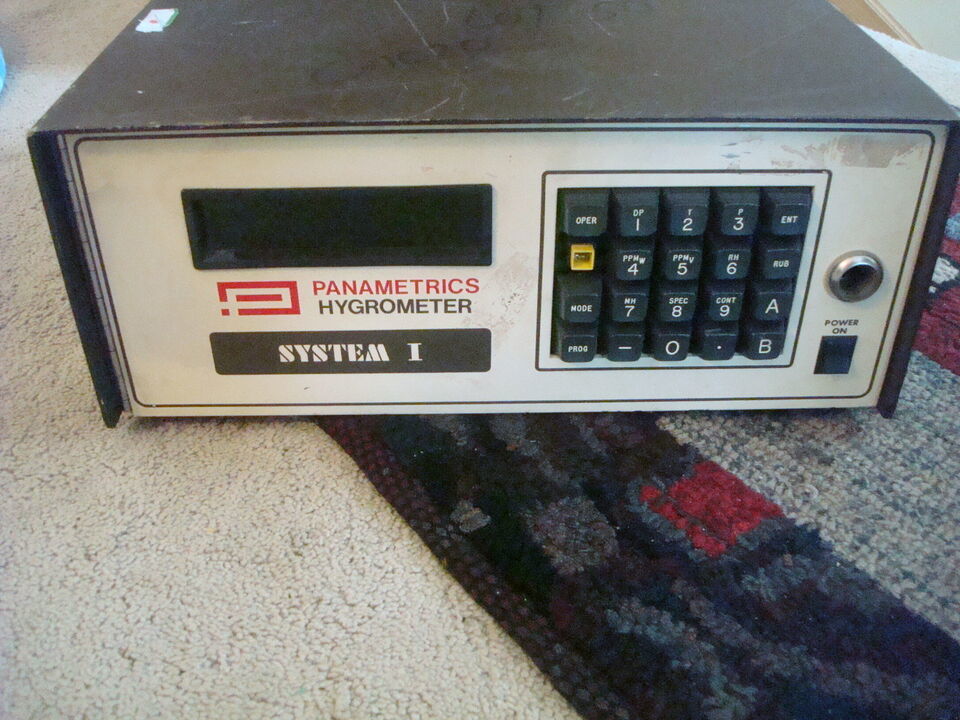 PANAMETRICS
HYGROMETER
SYSTEM I
OPER DP 1 T 2 P 3 ENT
PPMW 4 PPMV 5 RH 6 RUB
MODE MH 7 SPEC 8 CONT 9 A
PROG − 0 . B
POWER
ON